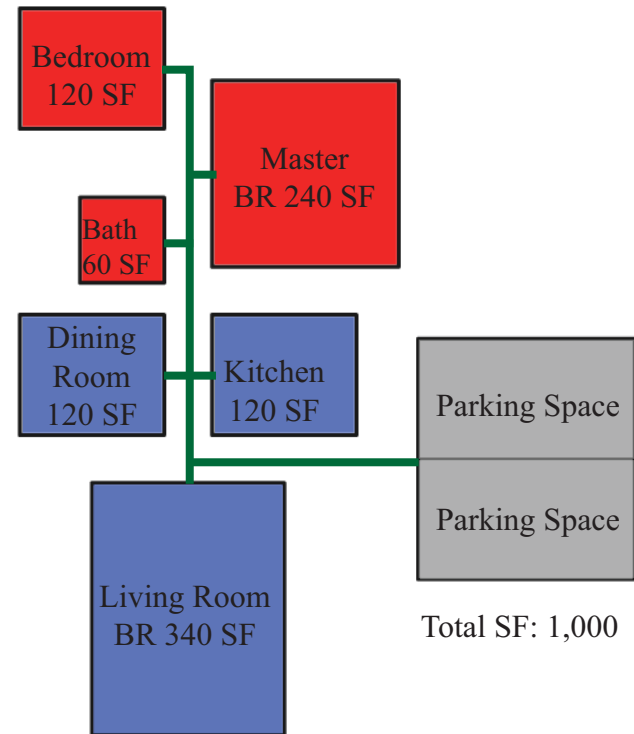 Bedroom
120 SF
Master
BR 240 SF
Bath
60 SF
Dining
Room
120 SF
Kitchen
120 SF
Parking Space
Parking Space
Living Room
BR 340 SF
Total SF: 1,000